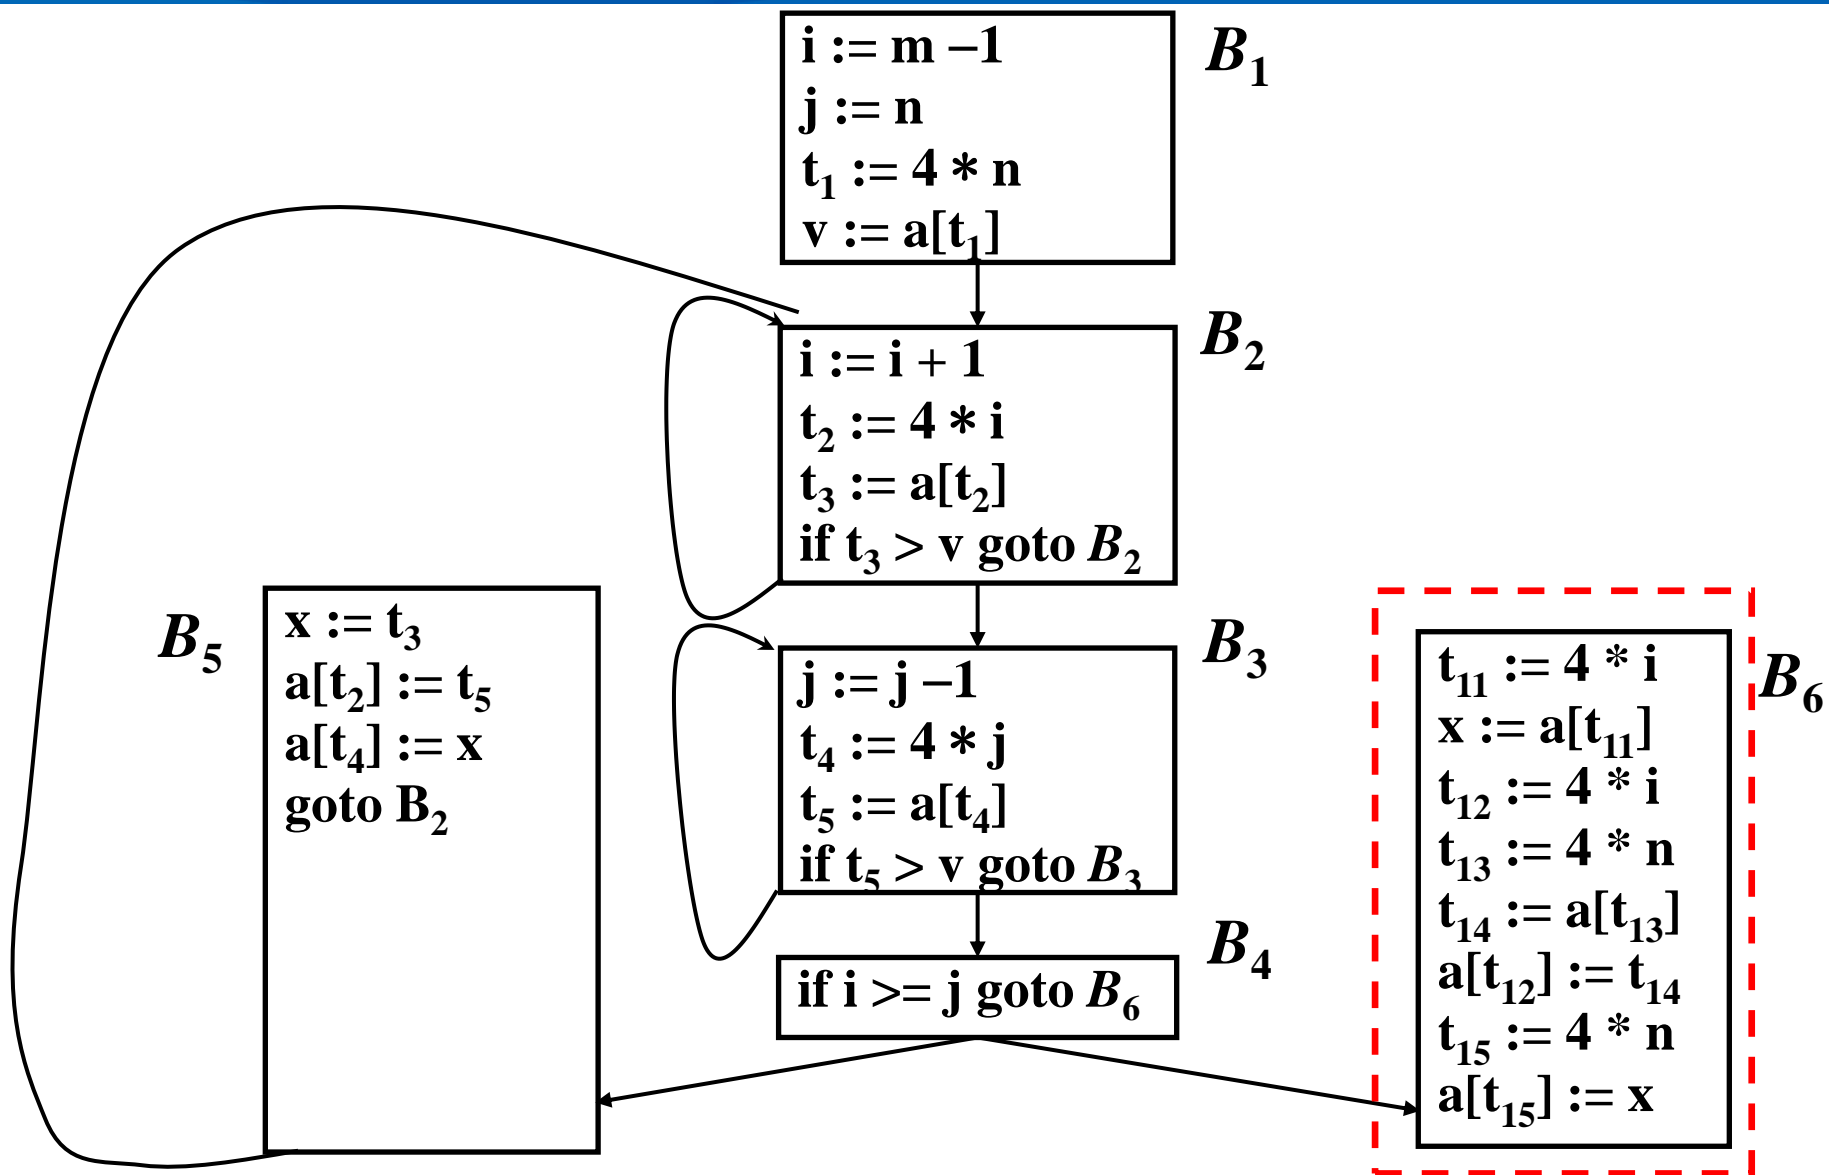 i := m –1
j := n
t₁ := 4 * n
v := a[t₁]
B₁
i := i + 1
t₂ := 4 * i
t₃ := a[t₂]
if t₃ > v goto B₂
B₂
j := j –1
t₄ := 4 * j
t₅ := a[t₄]
if t₅ > v goto B₃
B₃
if i >= j goto B₆
B₄
B₅
x := t₃
a[t₂] := t₅
a[t₄] := x
goto B₂
t₁₁ := 4 * i
x := a[t₁₁]
t₁₂ := 4 * i
t₁₃ := 4 * n
t₁₄ := a[t₁₃]
a[t₁₂] := t₁₄
t₁₅ := 4 * n
a[t₁₅] := x
B₆